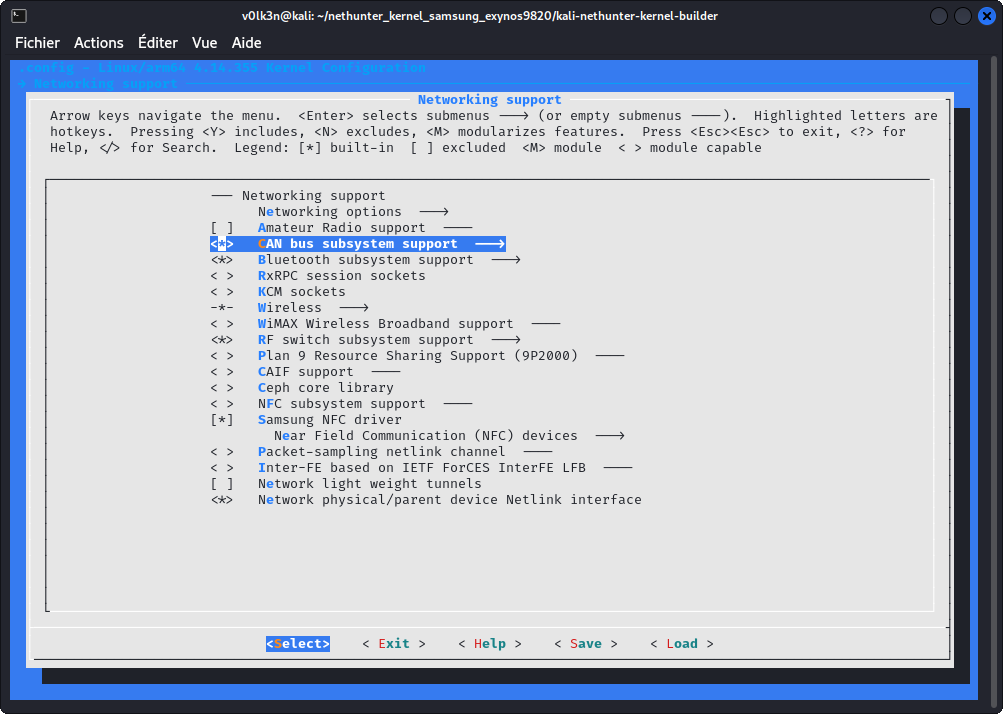 v0lk3n@kali: ~/nethunter_kernel_samsung_exynos9820/kali-nethunter-kernel-builder
Fichier Actions Éditer Vue Aide
.config - Linux/arm64 4.14.355 Kernel Configuration
→ Networking support
Networking support
Arrow keys navigate the menu. <Enter> selects submenus ---> (or empty submenus ----). Highlighted letters are
hotkeys. Pressing <Y> includes, <N> excludes, <M> modularizes features. Press <Esc><Esc> to exit, <?> for
Help, </> for Search. Legend: [*] built-in [ ] excluded <M> module < > module capable
--- Networking support
Networking options --->
[ ] Amateur Radio support ----
<*> CAN bus subsystem support --->
<*> Bluetooth subsystem support --->
< > RxRPC session sockets
< > KCM sockets
-*- Wireless --->
< > WiMAX Wireless Broadband support ----
<*> RF switch subsystem support --->
< > Plan 9 Resource Sharing Support (9P2000) ----
< > CAIF support ----
< > Ceph core library
< > NFC subsystem support ----
[*] Samsung NFC driver
Near Field Communication (NFC) devices --->
< > Packet-sampling netlink channel ----
< > Inter-FE based on IETF ForCES InterFE LFB ----
[ ] Network light weight tunnels
<*> Network physical/parent device Netlink interface
<Select> < Exit > < Help > < Save > < Load >